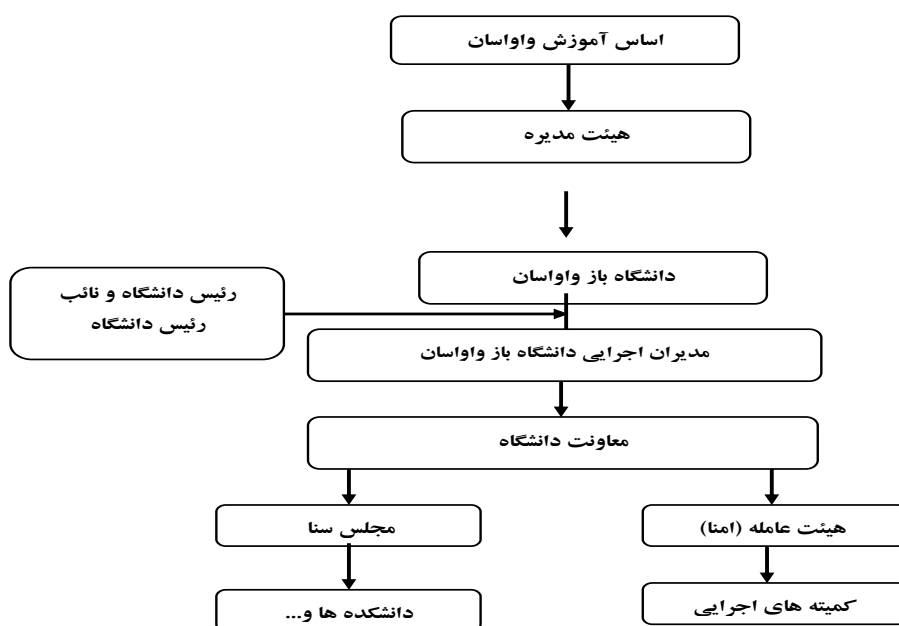 اساس آموزش واواسان
هیئت مدیره
دانشگاه باز واواسان
رئیس دانشگاه و نائب
رئیس دانشگاه
مدیران اجرایی دانشگاه باز واواسان
معاونت دانشگاه
هیئت عامله (امنا)
مجلس سنا
کمیته های اجرایی
دانشکده ها و...